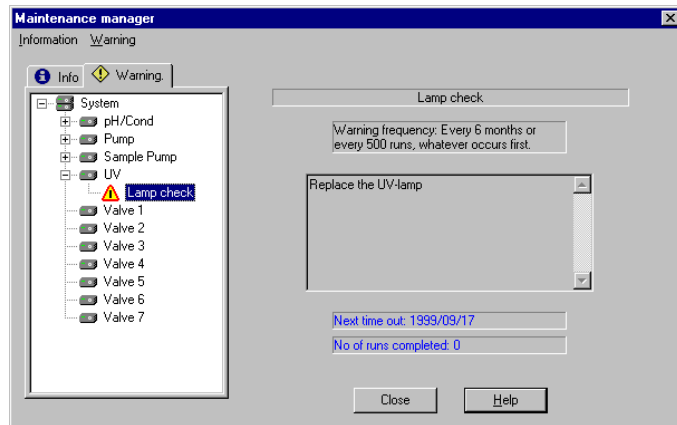 Maintenance manager
Information Warning
Info Warning.
System
pH/Cond
Pump
Sample Pump
UV
Lamp check
Valve 1
Valve 2
Valve 3
Valve 4
Valve 5
Valve 6
Valve 7
Lamp check
Warning frequency: Every 6 months or
every 500 runs, whatever occurs first.
Replace the UV-lamp
Next time out: 1999/09/17
No of runs completed: 0
Close Help